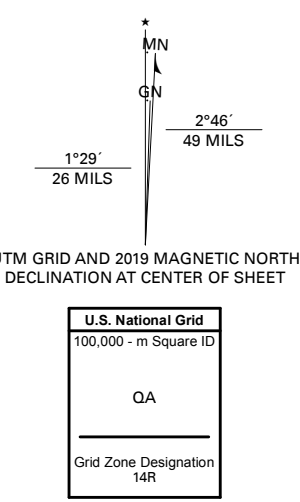 ★
MN
GN
2°46´
49 MILS
1°29´
26 MILS
UTM GRID AND 2019 MAGNETIC NORTH
DECLINATION AT CENTER OF SHEET
U.S. National Grid
100,000 - m Square ID
QA
Grid Zone Designation
14R